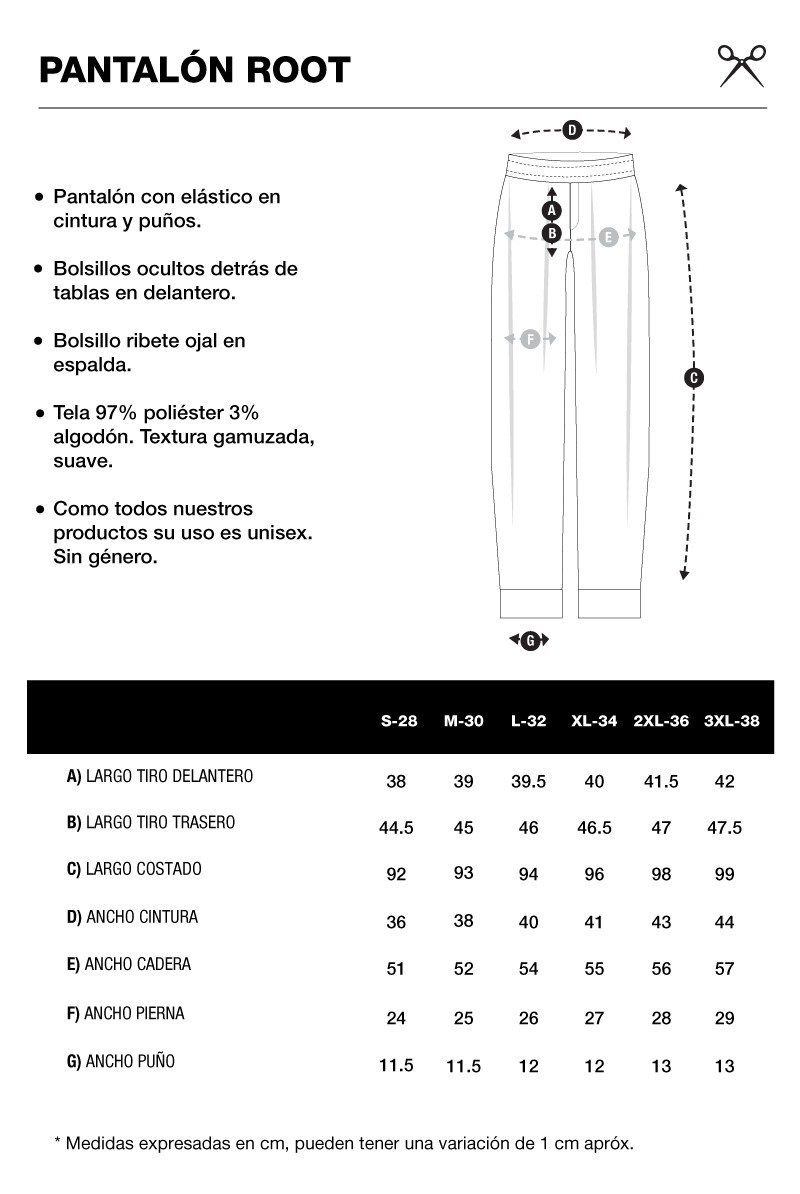 PANTALÓN ROOT
• Pantalón con elástico en
cintura y puños.
• Bolsillos ocultos detrás de
tablas en delantero.
• Bolsillo ribete ojal en
espalda.
• Tela 97% poliéster 3%
algodón. Textura gamuzada,
suave.
• Como todos nuestros
productos su uso es unisex.
Sin género.
D
A
B
E
F
C
G
S-28 M-30 L-32 XL-34 2XL-36 3XL-38
A) LARGO TIRO DELANTERO 38 39 39.5 40 41.5 42
B) LARGO TIRO TRASERO 44.5 45 46 46.5 47 47.5
C) LARGO COSTADO 92 93 94 96 98 99
D) ANCHO CINTURA 36 38 40 41 43 44
E) ANCHO CADERA 51 52 54 55 56 57
F) ANCHO PIERNA 24 25 26 27 28 29
G) ANCHO PUÑO 11.5 11.5 12 12 13 13
* Medidas expresadas en cm, pueden tener una variación de 1 cm apróx.